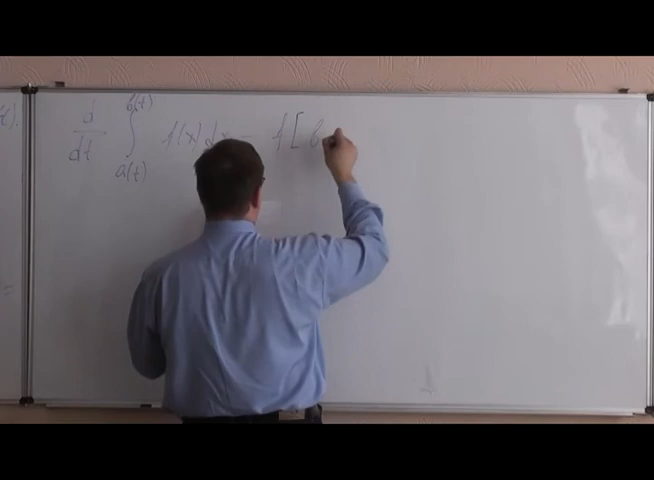 t).
d/dt ∫_{a(t)}^{b(t)} f(x) dx = f[b
=